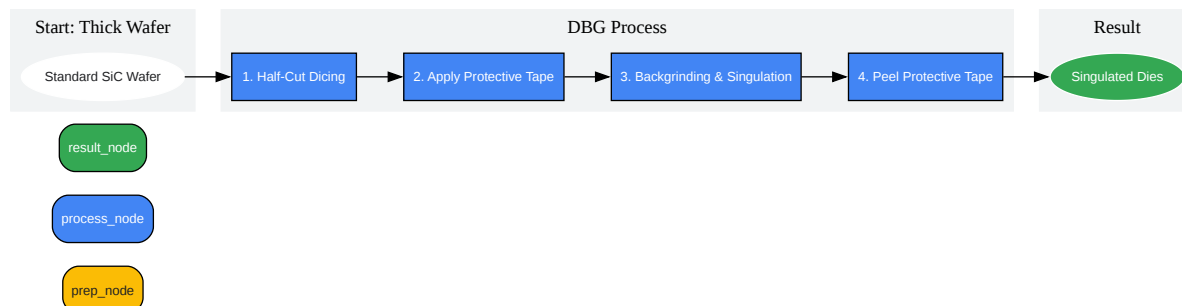 Start: Thick Wafer
DBG Process
Result
Standard SiC Wafer
1. Half-Cut Dicing
2. Apply Protective Tape
3. Backgrinding & Singulation
4. Peel Protective Tape
Singulated Dies
result_node
process_node
prep_node